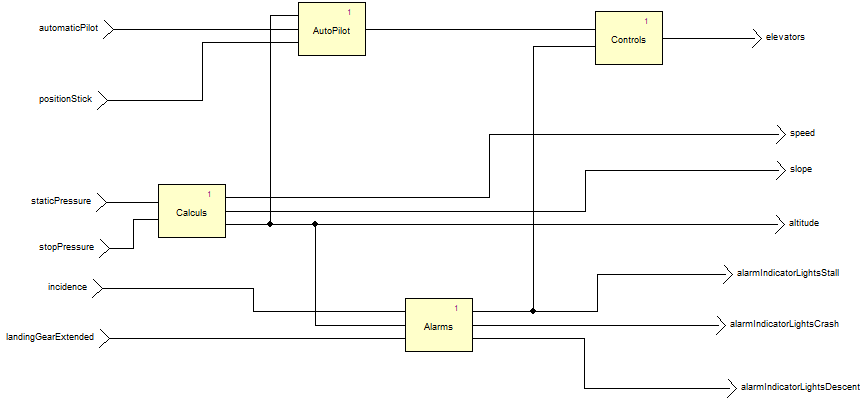 1
automaticPilot
AutoPilot
1
Controls
elevators
positionStick
speed
slope
1
staticPressure
Calculs
altitude
stopPressure
alarmIndicatorLightsStall
incidence
1
Alarms
alarmIndicatorLightsCrash
landingGearExtended
alarmIndicatorLightsDescent